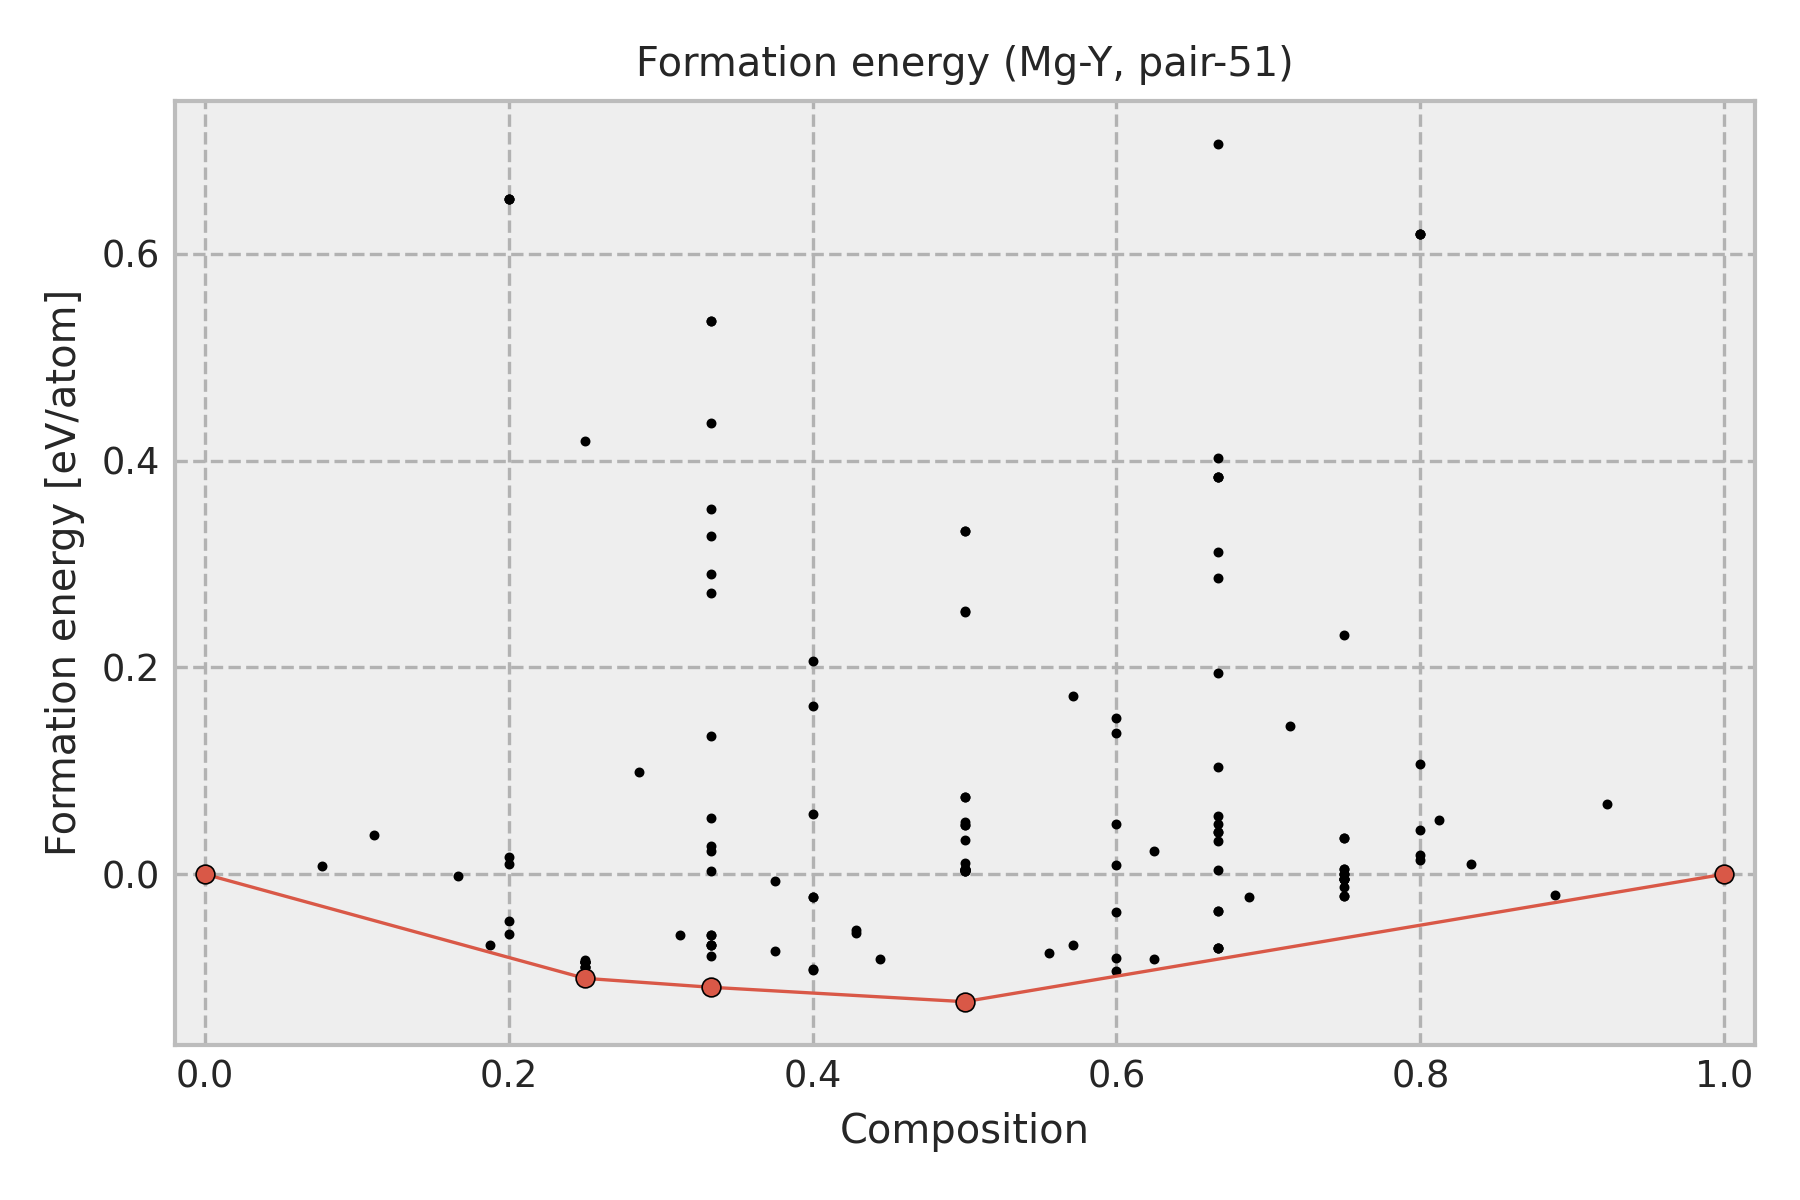 Formation energy (Mg-Y, pair-51)
Formation energy [eV/atom]
0.6
0.4
0.2
0.0
0.0 0.2 0.4 0.6 0.8 1.0
Composition